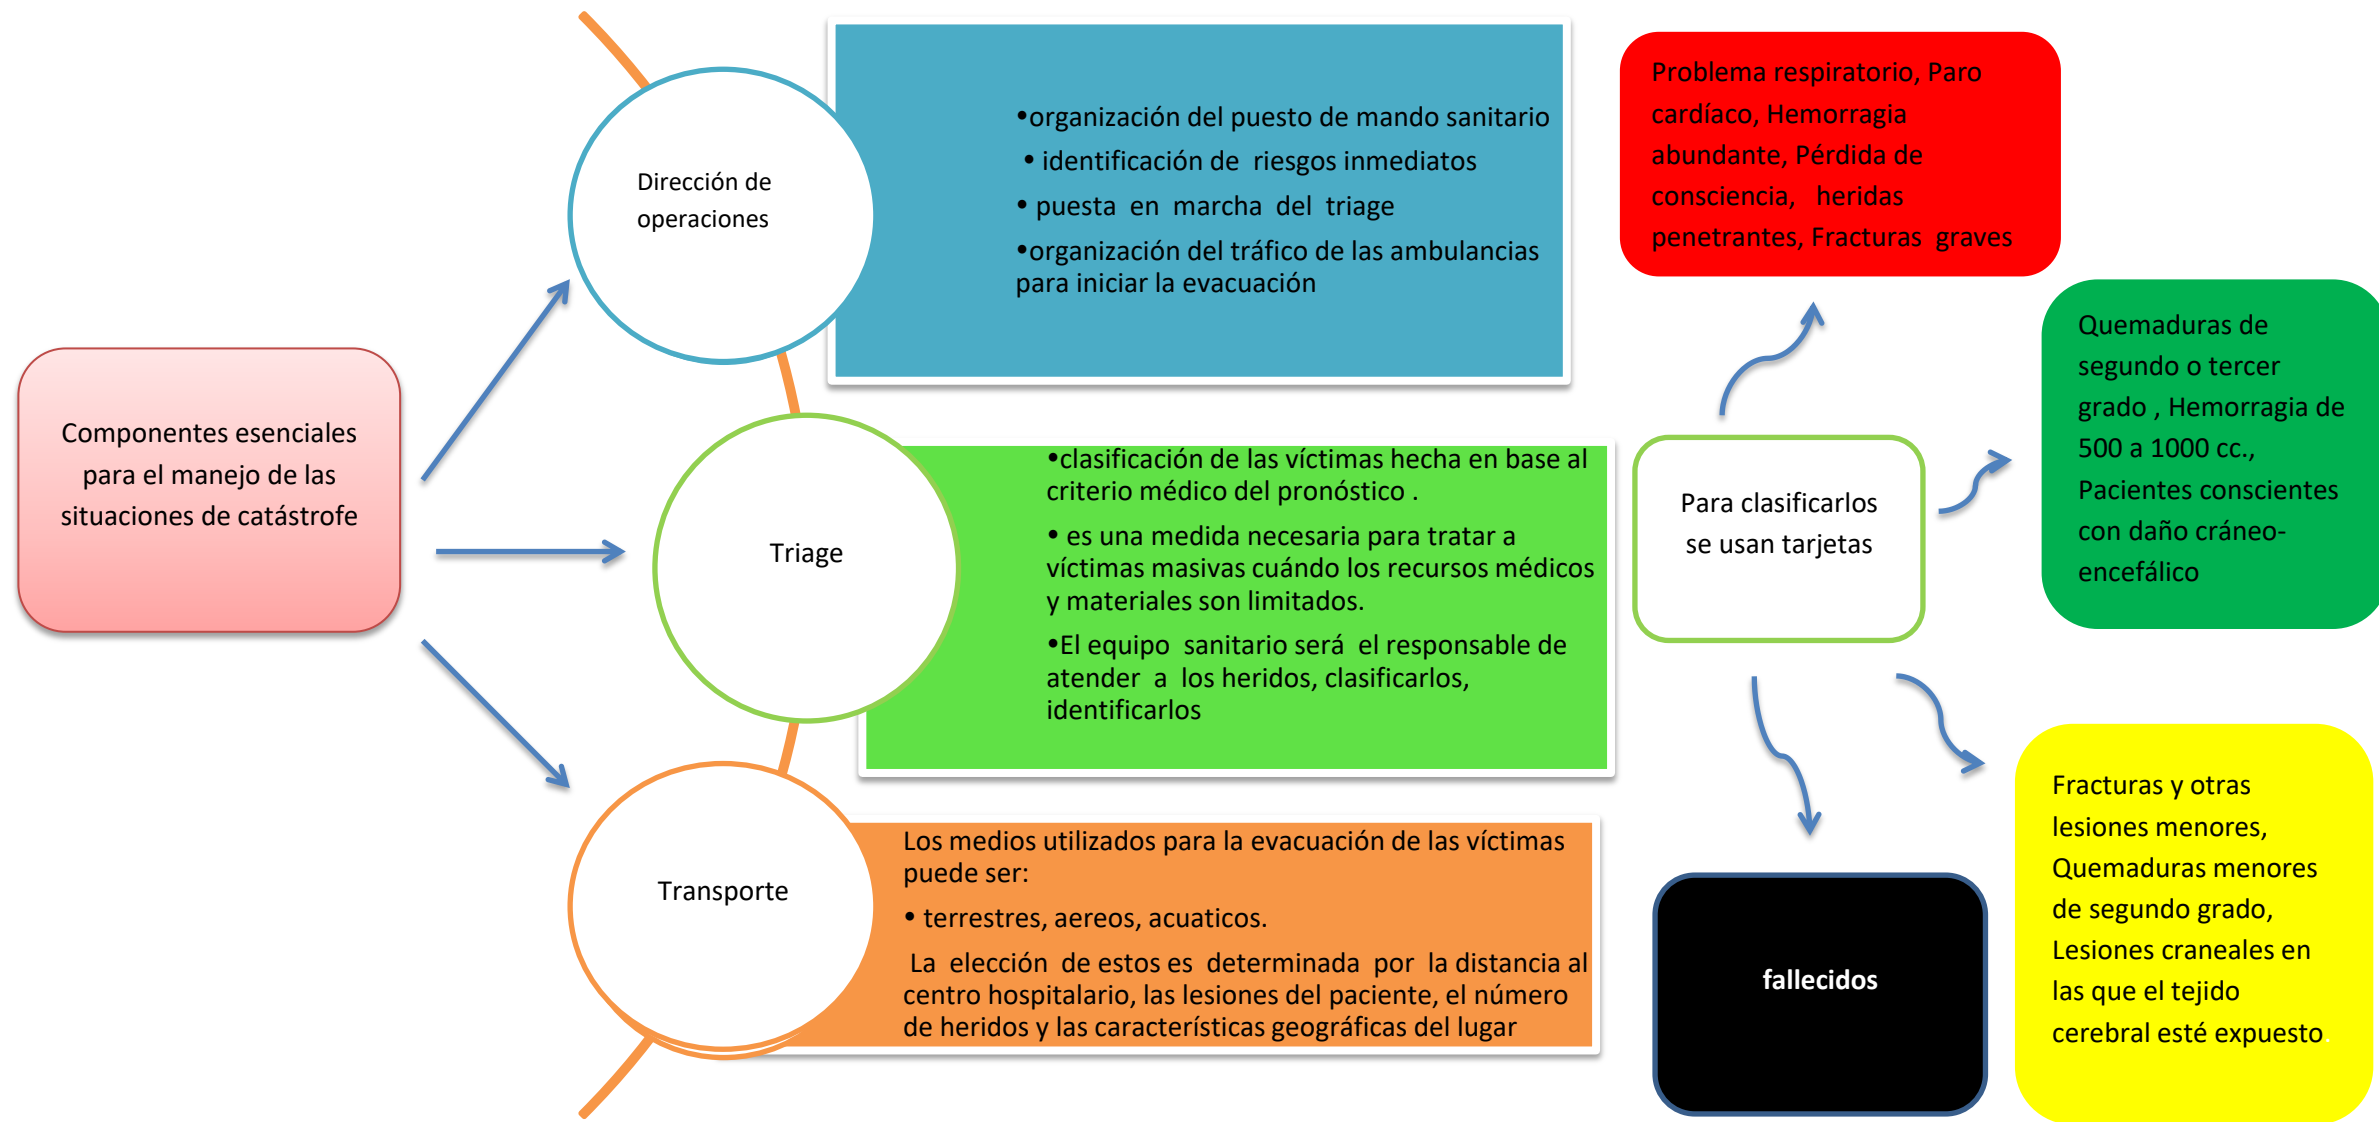 Componentes esenciales
para el manejo de las
situaciones de catástrofe
Dirección de
operaciones
•organización del puesto de mando sanitario
• identificación de riesgos inmediatos
• puesta en marcha del triage
•organización del tráfico de las ambulancias
para iniciar la evacuación
Triage
•clasificación de las víctimas hecha en base al
criterio médico del pronóstico .
• es una medida necesaria para tratar a
víctimas masivas cuándo los recursos médicos
y materiales son limitados.
•El equipo sanitario será el responsable de
atender a los heridos, clasificarlos,
identificarlos
Transporte
Los medios utilizados para la evacuación de las víctimas
puede ser:
• terrestres, aereos, acuaticos.
La elección de estos es determinada por la distancia al
centro hospitalario, las lesiones del paciente, el número
de heridos y las características geográficas del lugar
Para clasificarlos
se usan tarjetas
Problema respiratorio, Paro
cardíaco, Hemorragia
abundante, Pérdida de
consciencia, heridas
penetrantes, Fracturas graves
Quemaduras de
segundo o tercer
grado , Hemorragia de
500 a 1000 cc.,
Pacientes conscientes
con daño cráneo-
encefálico
Fracturas y otras
lesiones menores,
Quemaduras menores
de segundo grado,
Lesiones craneales en
las que el tejido
cerebral esté expuesto.
fallecidos